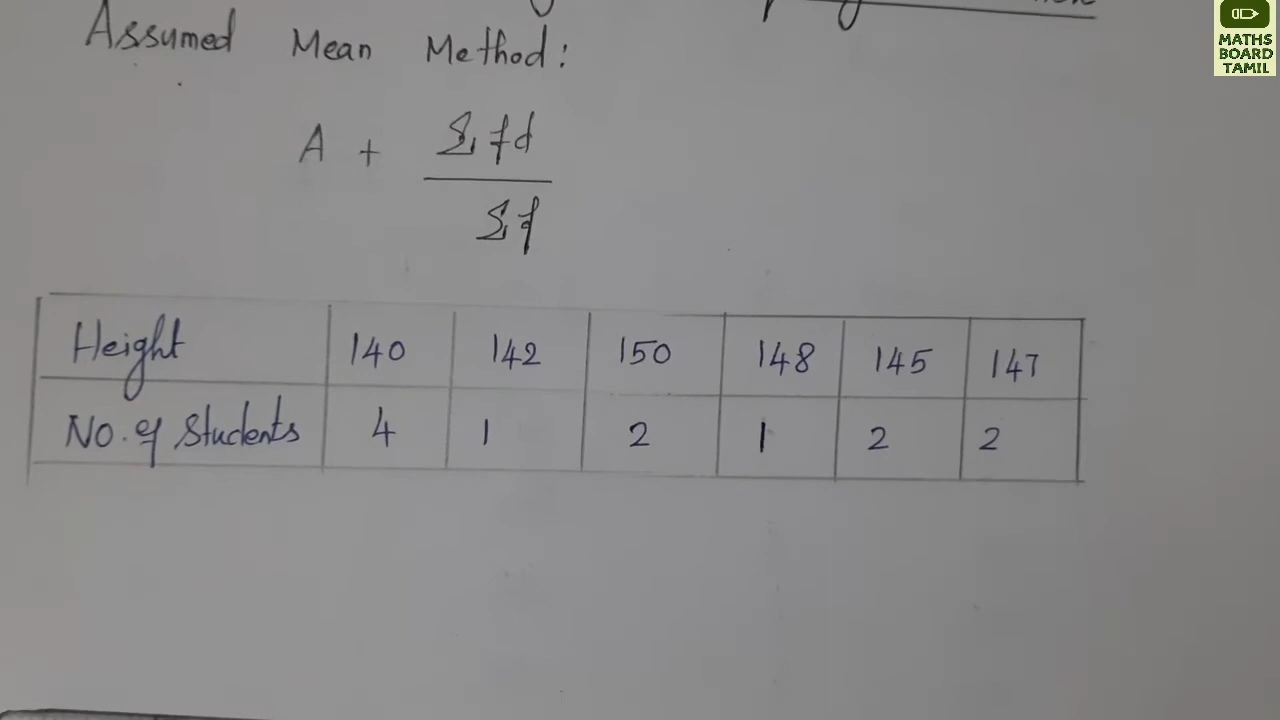 Assumed Mean Method:
A + Σfd
Σf
Height 140 142 150 148 145 147
No. of Students 4 1 2 1 2 2
MATHS
BOARD
TAMIL